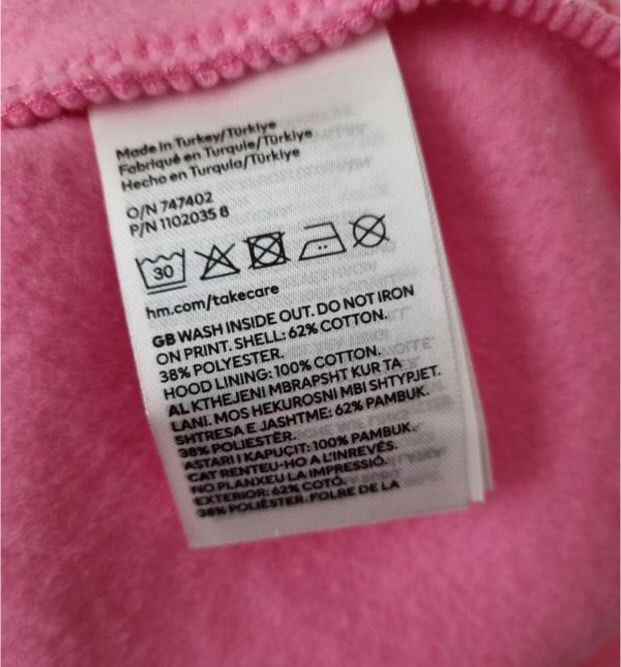 Made in Turkey/Türkiye
Fabriqué en Turquie/Türkiye
Hecho en Turquía/Türkiye
O/N 747402
P/N 1102035 8
30
hm.com/takecare
GB WASH INSIDE OUT. DO NOT IRON
ON PRINT. SHELL: 62% COTTON.
38% POLYESTER.
HOOD LINING: 100% COTTON.
AL KTHEJENI MBRAPSHT KUR TA
LANI. MOS HEKUROSNI MBI SHTYPJET.
SHTRESA E JASHTME: 62% PAMBUK.
38% POLIESTËR.
ASTARI I KAPUÇIT: 100% PAMBUK.
CAT RENTEU-HO A L'INREVÉS.
NO PLANXEU LA IMPRESSIÓ.
EXTERIOR: 62% COTÓ.
38% POLIÈSTER. FOLRE DE LA